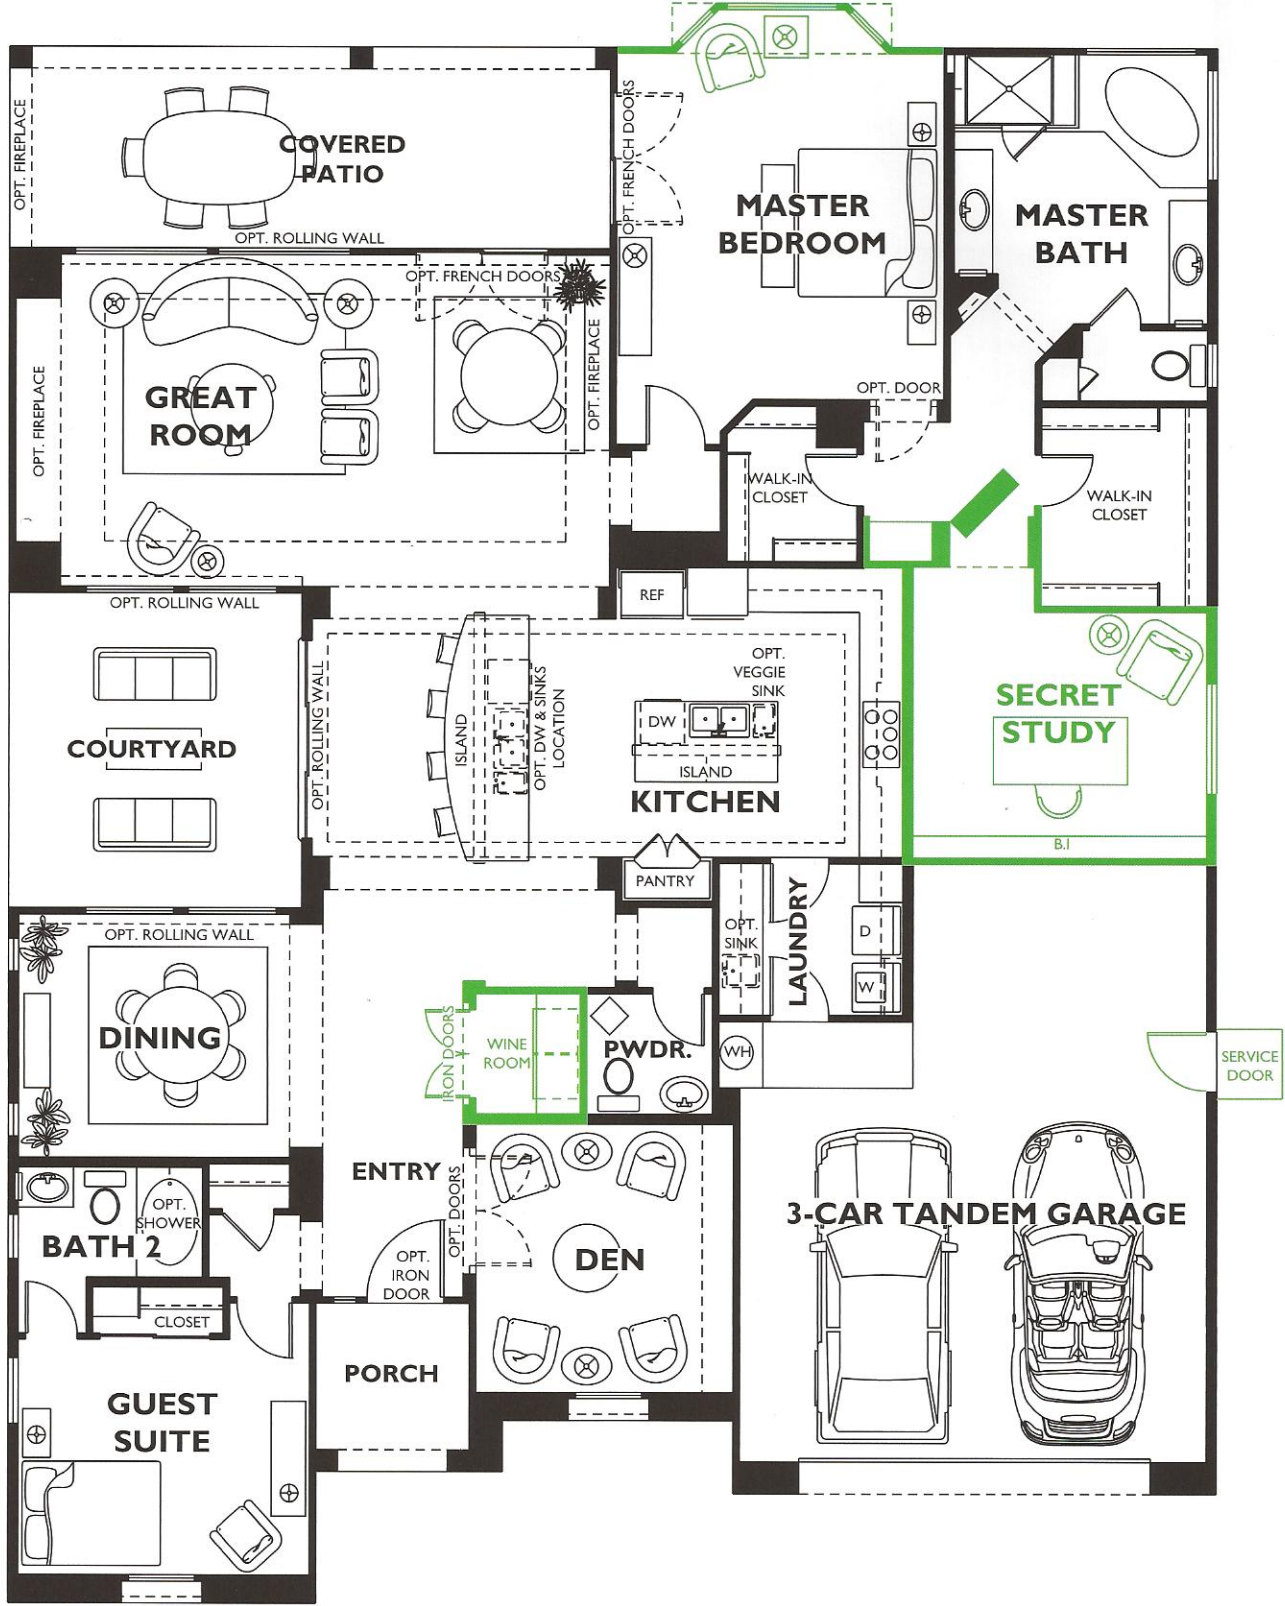 OPT. FIREPLACE
COVERED
PATIO
OPT. ROLLING WALL
OPT. FRENCH DOORS
MASTER
BEDROOM
MASTER
BATH
OPT. FRENCH DOORS
OPT. FIREPLACE
GREAT
ROOM
OPT. FIREPLACE
OPT. DOOR
WALK-IN
CLOSET
WALK-IN
CLOSET
OPT. ROLLING WALL
REF
OPT.
VEGGIE
SINK
DW
ISLAND
KITCHEN
ISLAND
OPT. DW & SINKS
LOCATION
OPT. ROLLING WALL
COURTYARD
SECRET
STUDY
B.I
PANTRY
LAUNDRY
OPT.
SINK
D
W
OPT. ROLLING WALL
DINING
IRON DOORS
WINE
ROOM
PWDR.
WH
SERVICE
DOOR
ENTRY
OPT. DOORS
OPT.
IRON
DOOR
DEN
3-CAR TANDEM GARAGE
OPT.
SHOWER
BATH 2
CLOSET
PORCH
GUEST
SUITE